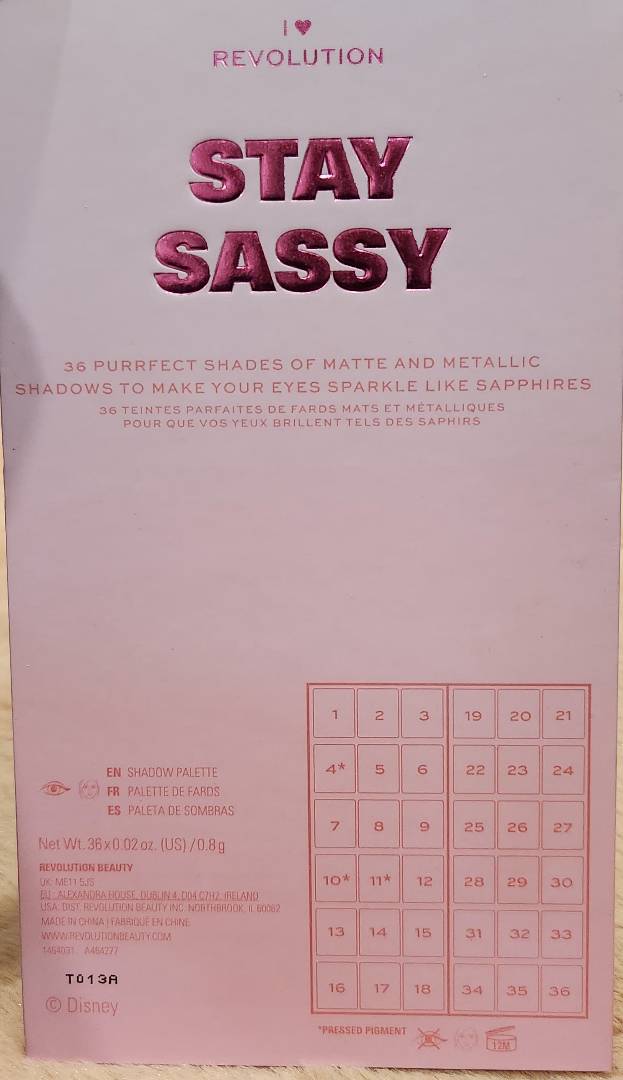 I ♥
REVOLUTION
STAY
SASSY
36 PURRFECT SHADES OF MATTE AND METALLIC
SHADOWS TO MAKE YOUR EYES SPARKLE LIKE SAPPHIRES
36 TEINTES PARFAITES DE FARDS MATS ET MÉTALLIQUES
POUR QUE VOS YEUX BRILLENT TELS DES SAPHIRS
EN SHADOW PALETTE
FR PALETTE DE FARDS
ES PALETA DE SOMBRAS
Net Wt. 36 x 0.02 oz. (US) / 0.8 g
REVOLUTION BEAUTY
UK: ME11 5JS
EU: ALEXANDRA HOUSE, DUBLIN 4, D04 C7H2, IRELAND
USA: DIST. REVOLUTION BEAUTY INC. NORTHBROOK, IL 60062
MADE IN CHINA | FABRIQUÉ EN CHINE
WWW.REVOLUTIONBEAUTY.COM
1464031 A464277
T013A
© Disney
1 2 3 19 20 21
4* 5 6 22 23 24
7 8 9 25 26 27
10* 11* 12 28 29 30
13 14 15 31 32 33
16 17 18 34 35 36
*PRESSED PIGMENT
12M